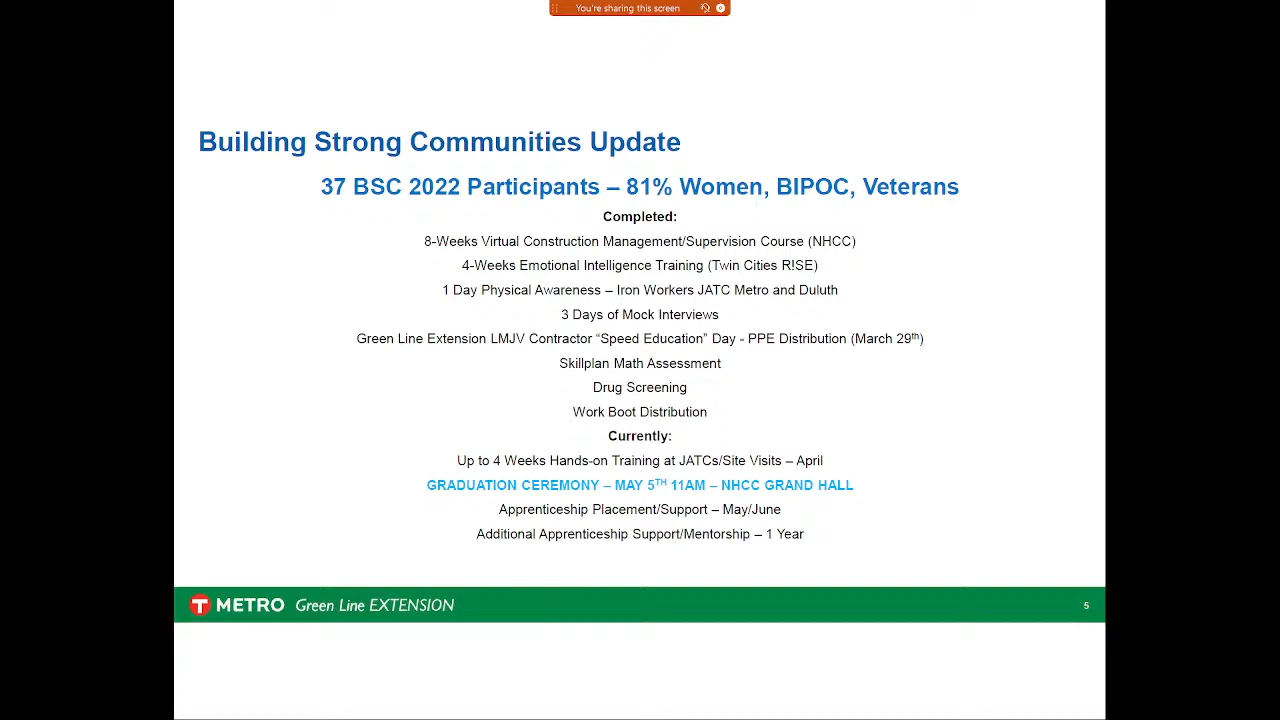 You're sharing this screen
Building Strong Communities Update
37 BSC 2022 Participants – 81% Women, BIPOC, Veterans
Completed:
8-Weeks Virtual Construction Management/Supervision Course (NHCC)
4-Weeks Emotional Intelligence Training (Twin Cities R!SE)
1 Day Physical Awareness – Iron Workers JATC Metro and Duluth
3 Days of Mock Interviews
Green Line Extension LMJV Contractor “Speed Education” Day - PPE Distribution (March 29th)
Skillplan Math Assessment
Drug Screening
Work Boot Distribution
Currently:
Up to 4 Weeks Hands-on Training at JATCs/Site Visits – April
GRADUATION CEREMONY – MAY 5TH 11AM – NHCC GRAND HALL
Apprenticeship Placement/Support – May/June
Additional Apprenticeship Support/Mentorship – 1 Year
T METRO Green Line EXTENSION 5